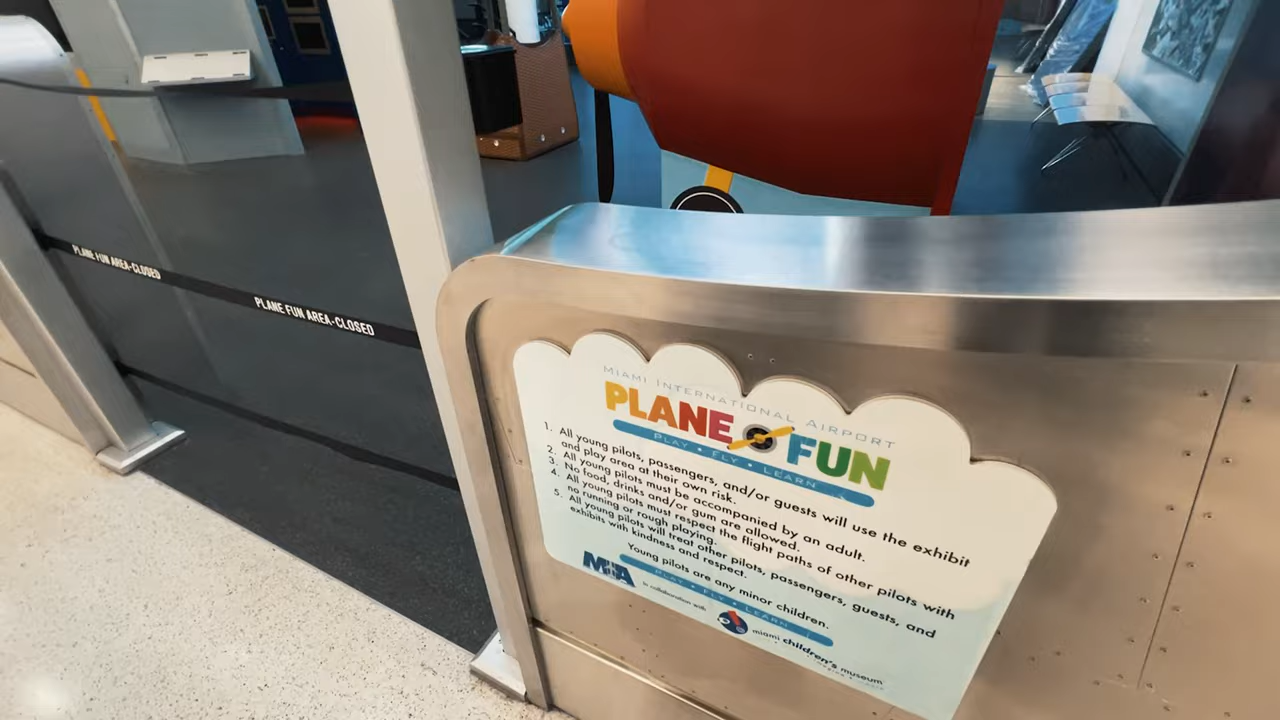 PLANE FUN AREA-CLOSED
PLANE FUN AREA-CLOSED
MIAMI INTERNATIONAL AIRPORT
PLANE FUN
PLAY • FLY • LEARN
1. All young pilots, passengers, and/or guests will use the exhibit
and play area at their own risk.
2. All young pilots must be accompanied by an adult.
3. No food, drinks and/or gum are allowed.
4. All young pilots must respect the flight paths of other pilots with
no running or rough playing.
5. All young pilots will treat other pilots, passengers, guests, and
exhibits with kindness and respect.
Young pilots are any minor children.
PLAY • FLY • LEARN
MIA
in collaboration with
miami children's museum